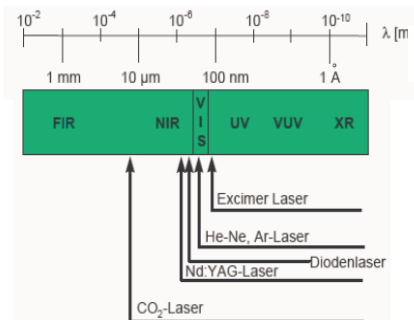 10⁻² 10⁻⁴ 10⁻⁶ 10⁻⁸ 10⁻¹⁰ λ [m
1 mm 10 µm 100 nm 1 Å
FIR NIR VIS UV VUV XR
Excimer Laser
He-Ne, Ar-Laser
Diodenlaser
Nd:YAG-Laser
CO₂-Laser